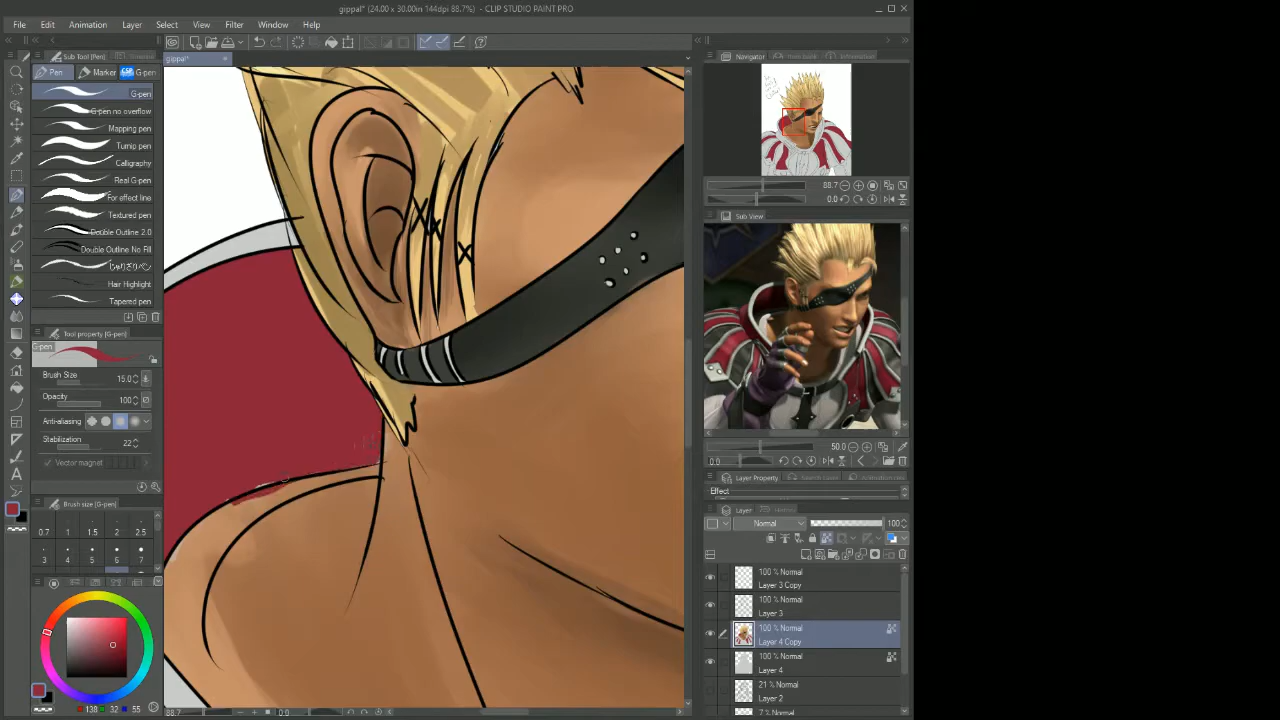 gippal* (24.00 x 30.00in 144dpi 88.7%) - CLIP STUDIO PAINT PRO
File Edit Animation Layer Select View Filter Window Help
Sub Tool [Pen]
gippal*
Pen Marker G-pen
G-pen
G-pen no overflow
Mapping pen
Turnip pen
Calligraphy
Real G-pen
For effect line
Textured pen
Double Outline 2.0
Double Outline No Fill
Hair Highlight
Tapered pen
Tool property [G-pen]
G-pen
Brush Size 15.0
Opacity 100
Anti-aliasing
Stabilization 22
Vector magnet
Brush size [G-pen]
0.7 1 1.5 2 2.5
3 4 5 6 7
138 32 55
88.7 0.0
Navigator
Information
88.7
0.0
Sub View
50.0
0.0
Layer Property
Effect
Layer
Normal 100
100 % Normal
Layer 3 Copy
100 % Normal
Layer 3
100 % Normal
Layer 4 Copy
100 % Normal
Layer 4
21 % Normal
Layer 2
7 % Normal